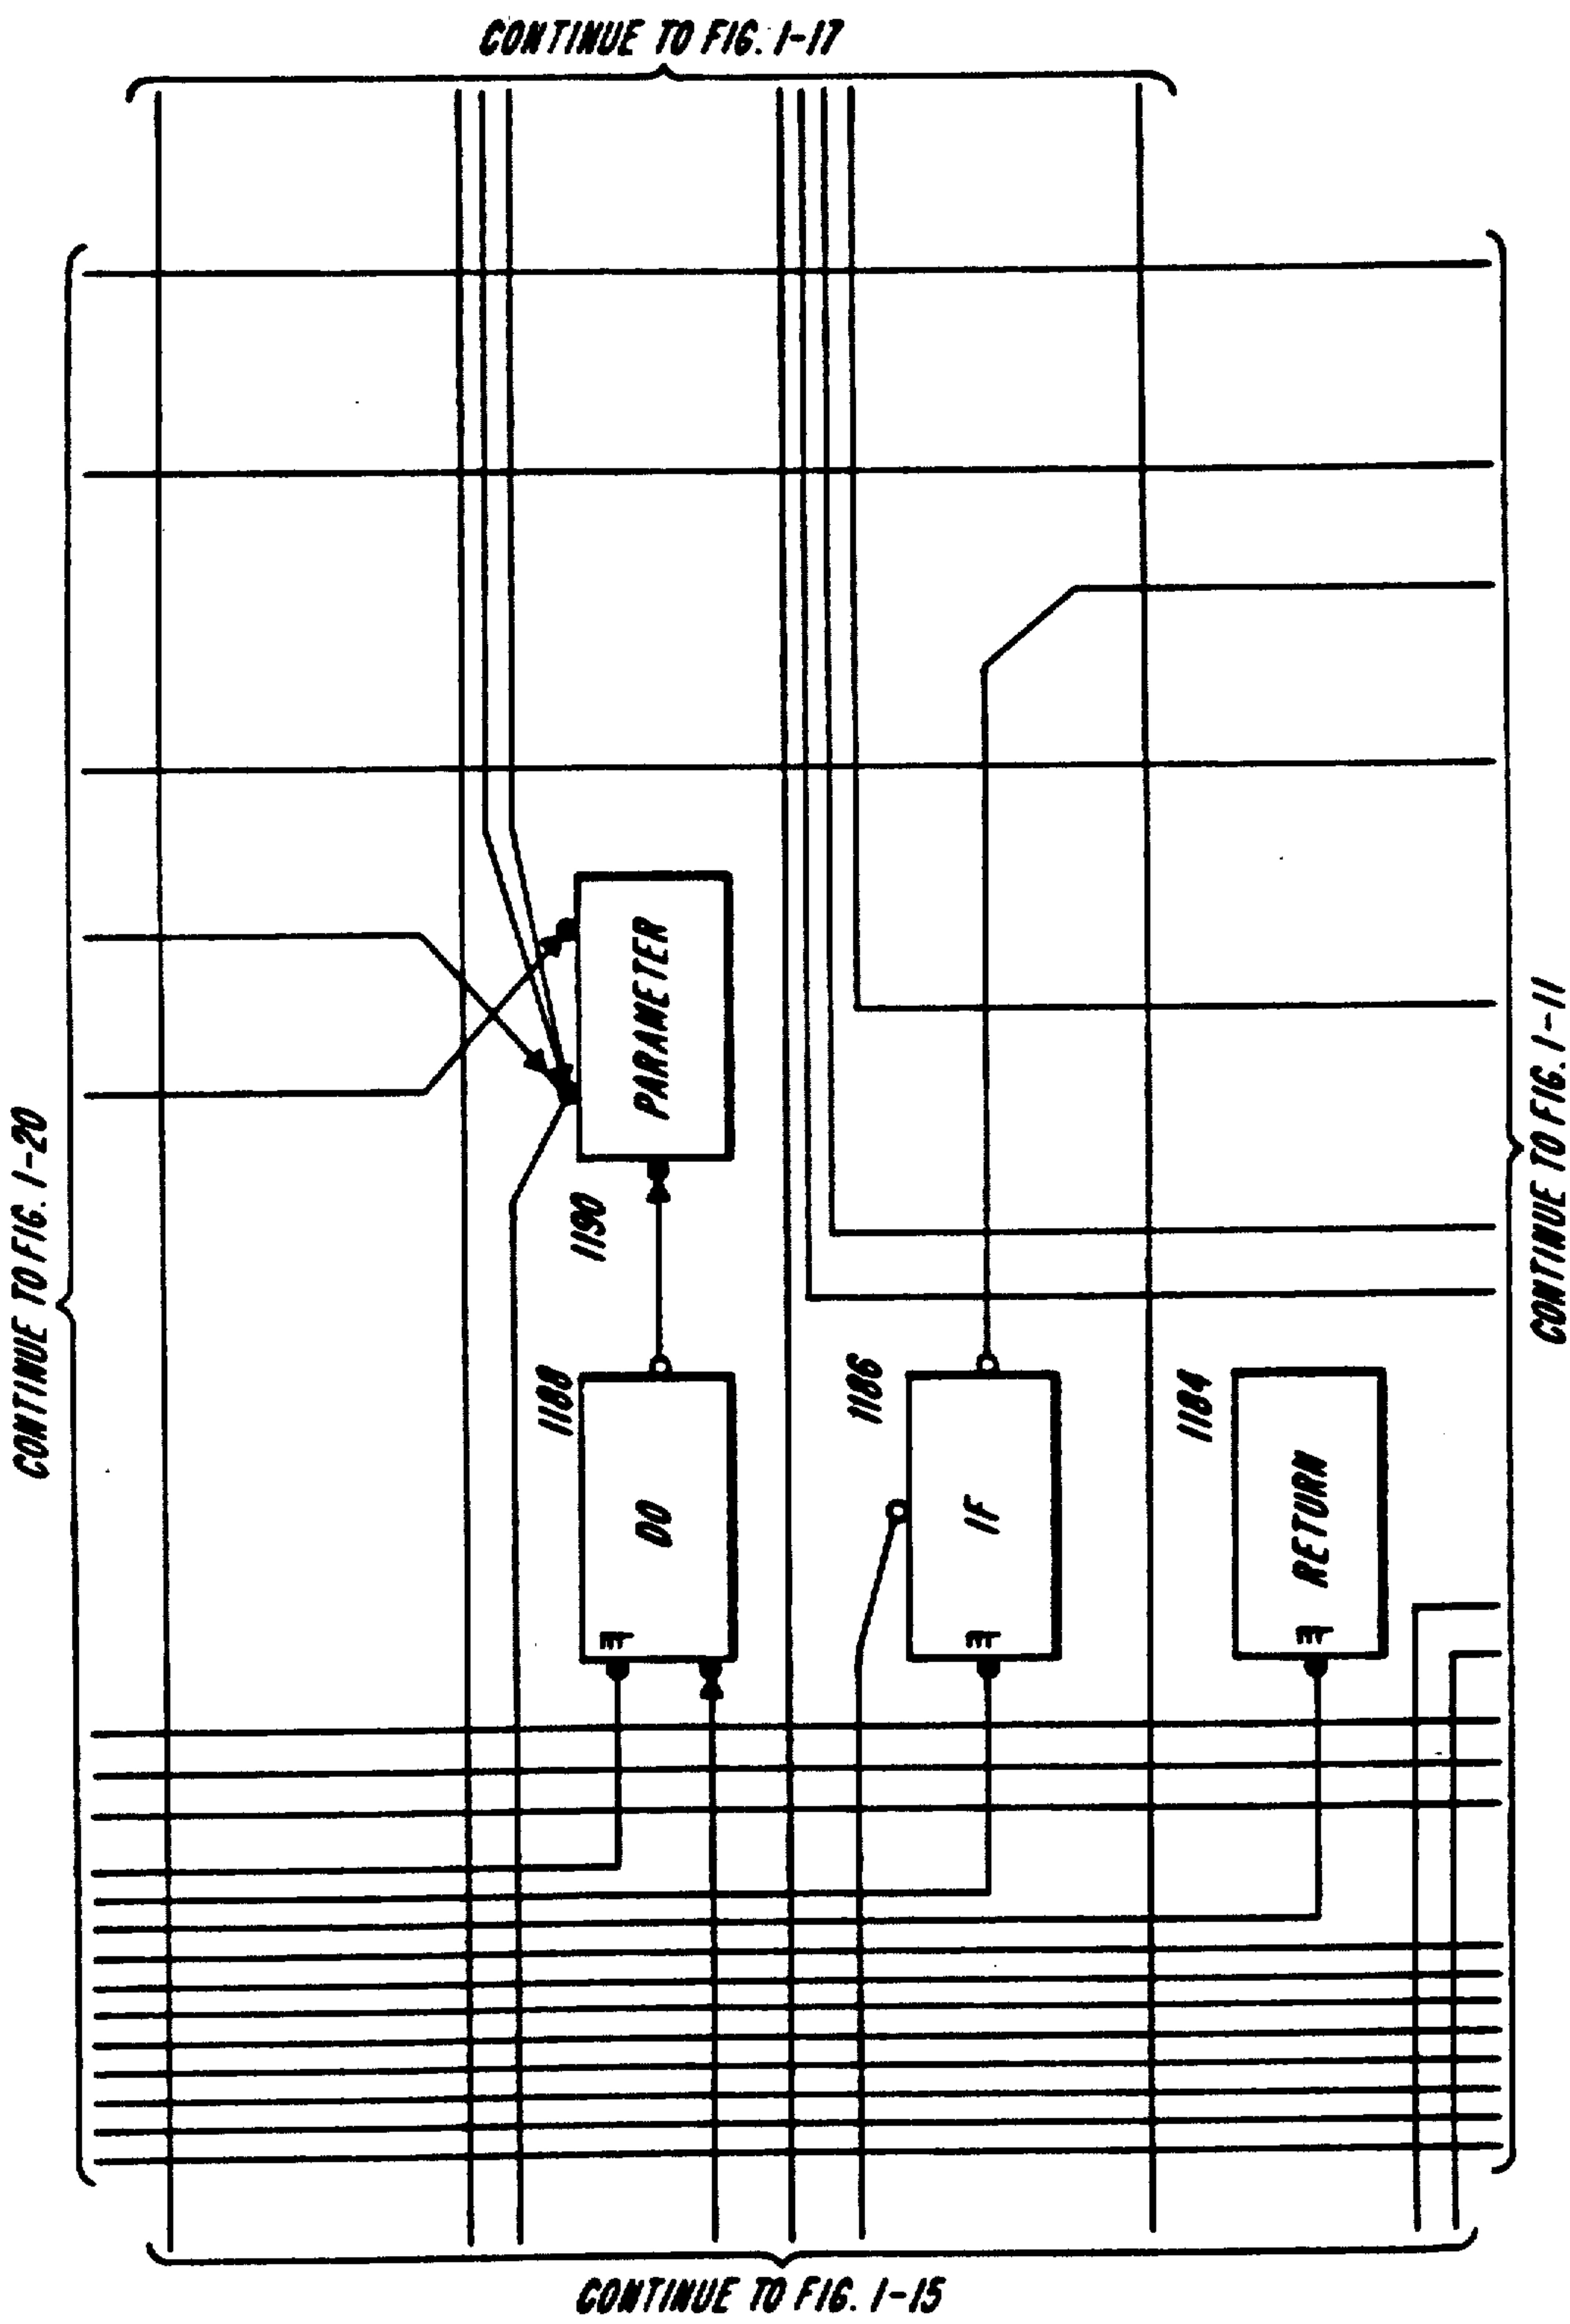 CONTINUE TO FIG. 1-17
CONTINUE TO FIG. 1-20
PARAMETER
1190
CONTINUE TO FIG. 1-11
DO
1188
IF
1186
RETURN
1184
CONTINUE TO FIG. 1-15